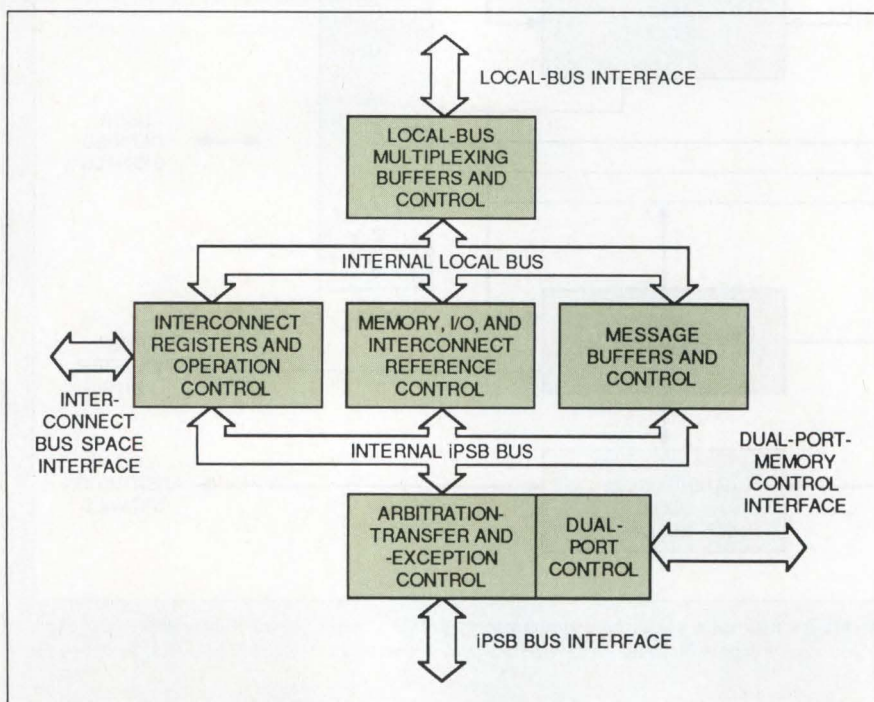 LOCAL-BUS INTERFACE
LOCAL-BUS
MULTIPLEXING
BUFFERS AND
CONTROL
INTERNAL LOCAL BUS
INTERCONNECT
REGISTERS AND
OPERATION
CONTROL
MEMORY, I/O, AND
INTERCONNECT
REFERENCE
CONTROL
MESSAGE
BUFFERS AND
CONTROL
INTER-
CONNECT
BUS SPACE
INTERFACE
INTERNAL iPSB BUS
DUAL-PORT-
MEMORY
CONTROL
INTERFACE
ARBITRATION-
TRANSFER AND
-EXCEPTION
CONTROL
DUAL-
PORT
CONTROL
iPSB BUS INTERFACE